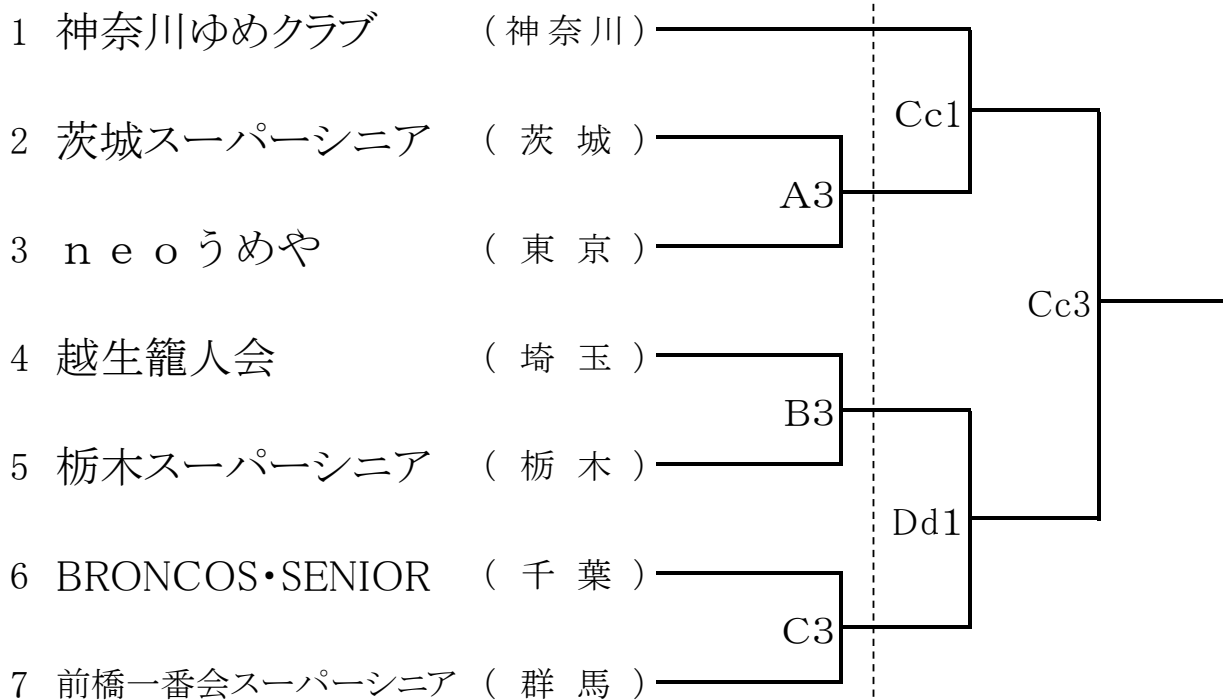 1 神奈川ゆめクラブ (神奈川)
Cc1
2 茨城スーパーシニア ( 茨 城 )
A3
3 ｎｅｏうめや ( 東 京 )
Cc3
4 越生籠人会 ( 埼 玉 )
B3
5 栃木スーパーシニア ( 栃 木 )
Dd1
6 BRONCOS・SENIOR ( 千 葉 )
C3
7 前橋一番会スーパーシニア ( 群 馬 )